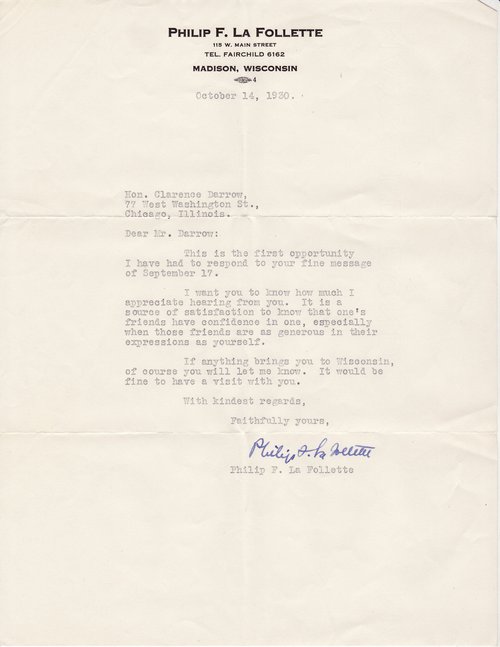 PHILIP F. LA FOLLETTE
115 W. MAIN STREET
TEL. FAIRCHILD 6162
MADISON, WISCONSIN
4
October 14, 1930.
Hon. Clarence Darrow,
77 West Washington St.,
Chicago, Illinois.
Dear Mr. Darrow:
This is the first opportunity
I have had to respond to your fine message
of September 17.
I want you to know how much I
appreciate hearing from you. It is a
source of satisfaction to know that one's
friends have confidence in one, especially
when those friends are as generous in their
expressions as yourself.
If anything brings you to Wisconsin,
of course you will let me know. It would be
fine to have a visit with you.
With kindest regards,
Faithfully yours,
Philip F. La Follette
Philip F. La Follette